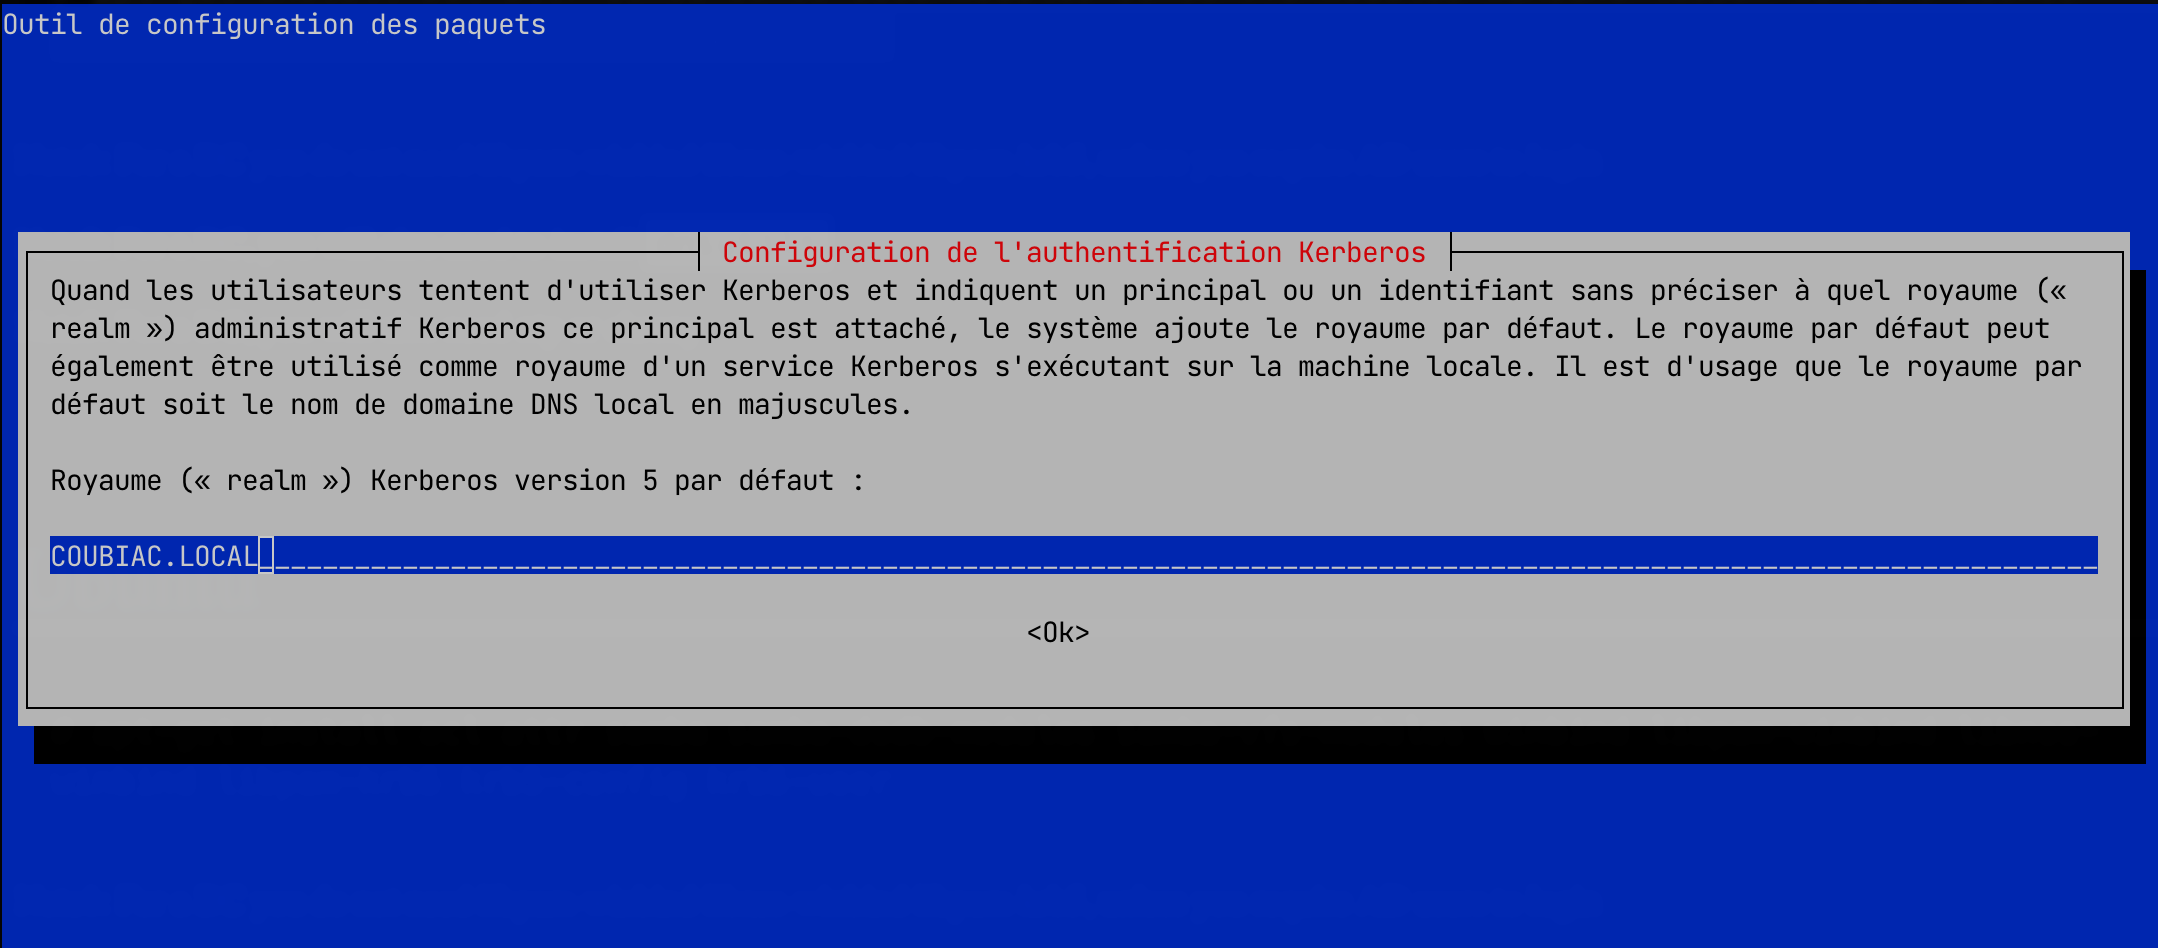 Outil de configuration des paquets
Configuration de l'authentification Kerberos
Quand les utilisateurs tentent d'utiliser Kerberos et indiquent un principal ou un identifiant sans préciser à quel royaume («
realm ») administratif Kerberos ce principal est attaché, le système ajoute le royaume par défaut. Le royaume par défaut peut
également être utilisé comme royaume d'un service Kerberos s'exécutant sur la machine locale. Il est d'usage que le royaume par
défaut soit le nom de domaine DNS local en majuscules.
Royaume (« realm ») Kerberos version 5 par défaut :
COUBIAC.LOCAL
<Ok>